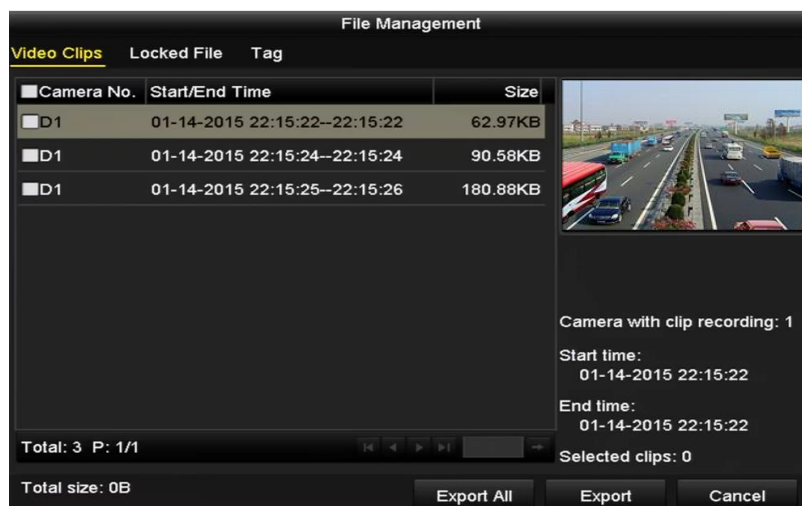 File Management
Video Clips Locked File Tag
Camera No. Start/End Time Size
D1 01-14-2015 22:15:22--22:15:22 62.97KB
D1 01-14-2015 22:15:24--22:15:24 90.58KB
D1 01-14-2015 22:15:25--22:15:26 180.88KB
Camera with clip recording: 1
Start time:
01-14-2015 22:15:22
End time:
01-14-2015 22:15:22
Selected clips: 0
Total: 3 P: 1/1
Total size: 0B
Export All Export Cancel